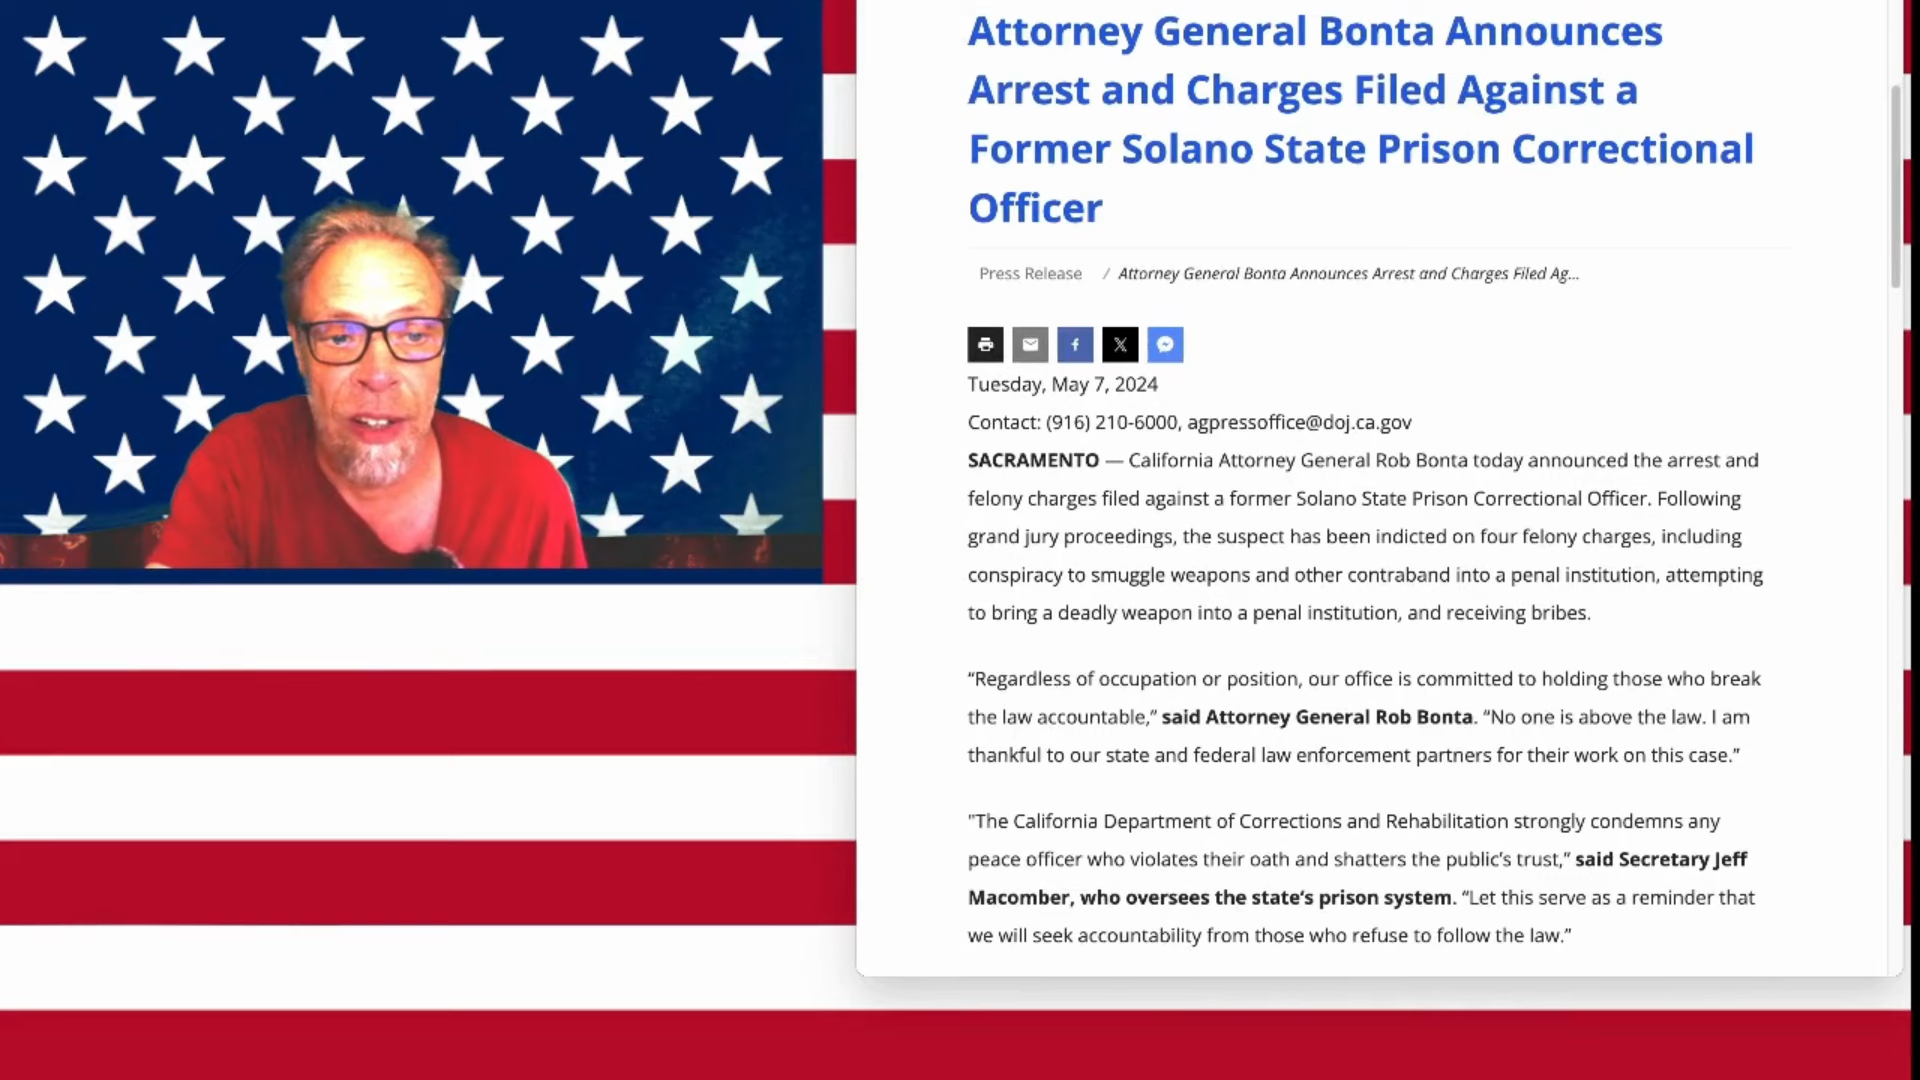 Attorney General Bonta Announces
Arrest and Charges Filed Against a
Former Solano State Prison Correctional
Officer
Press Release / Attorney General Bonta Announces Arrest and Charges Filed Ag...
Tuesday, May 7, 2024
Contact: (916) 210-6000, agpressoffice@doj.ca.gov
SACRAMENTO — California Attorney General Rob Bonta today announced the arrest and
felony charges filed against a former Solano State Prison Correctional Officer. Following
grand jury proceedings, the suspect has been indicted on four felony charges, including
conspiracy to smuggle weapons and other contraband into a penal institution, attempting
to bring a deadly weapon into a penal institution, and receiving bribes.
“Regardless of occupation or position, our office is committed to holding those who break
the law accountable,” said Attorney General Rob Bonta. “No one is above the law. I am
thankful to our state and federal law enforcement partners for their work on this case.”
"The California Department of Corrections and Rehabilitation strongly condemns any
peace officer who violates their oath and shatters the public’s trust,” said Secretary Jeff
Macomber, who oversees the state’s prison system. “Let this serve as a reminder that
we will seek accountability from those who refuse to follow the law.”